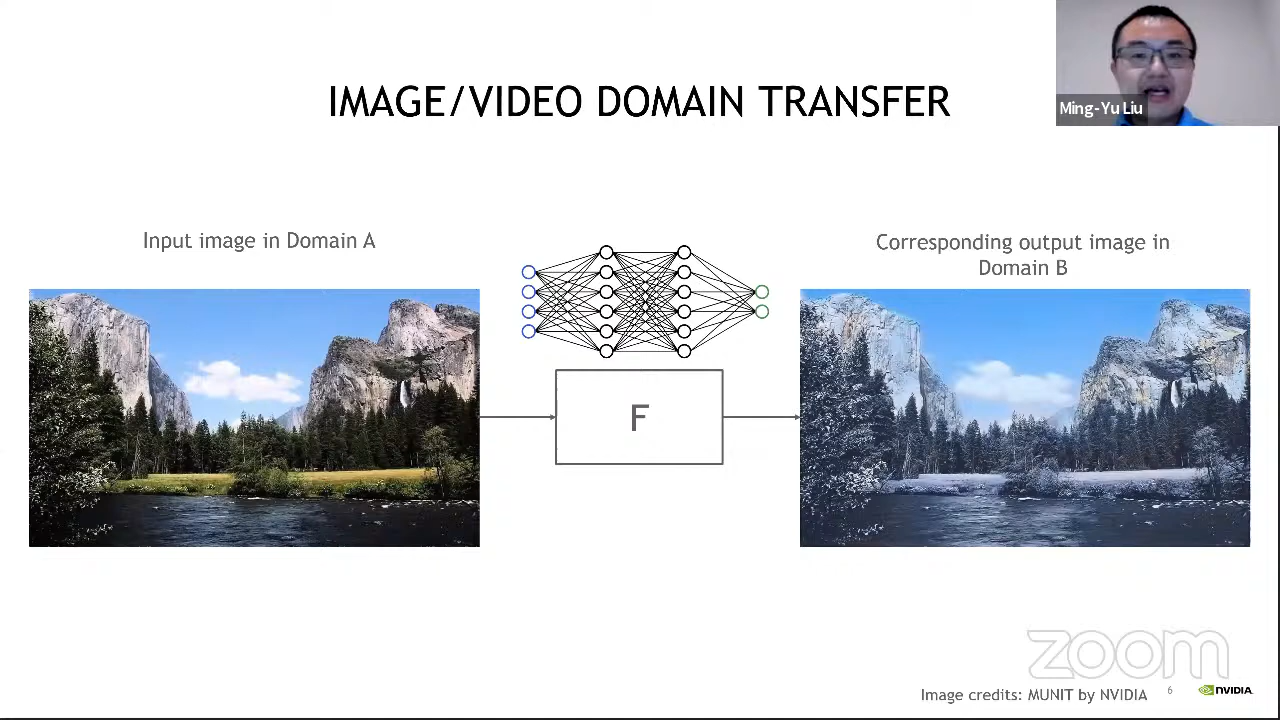 Ming-Yu Liu
IMAGE/VIDEO DOMAIN TRANSFER
Input image in Domain A
Corresponding output image in
Domain B
F
zoom
Image credits: MUNIT by NVIDIA
6
NVIDIA